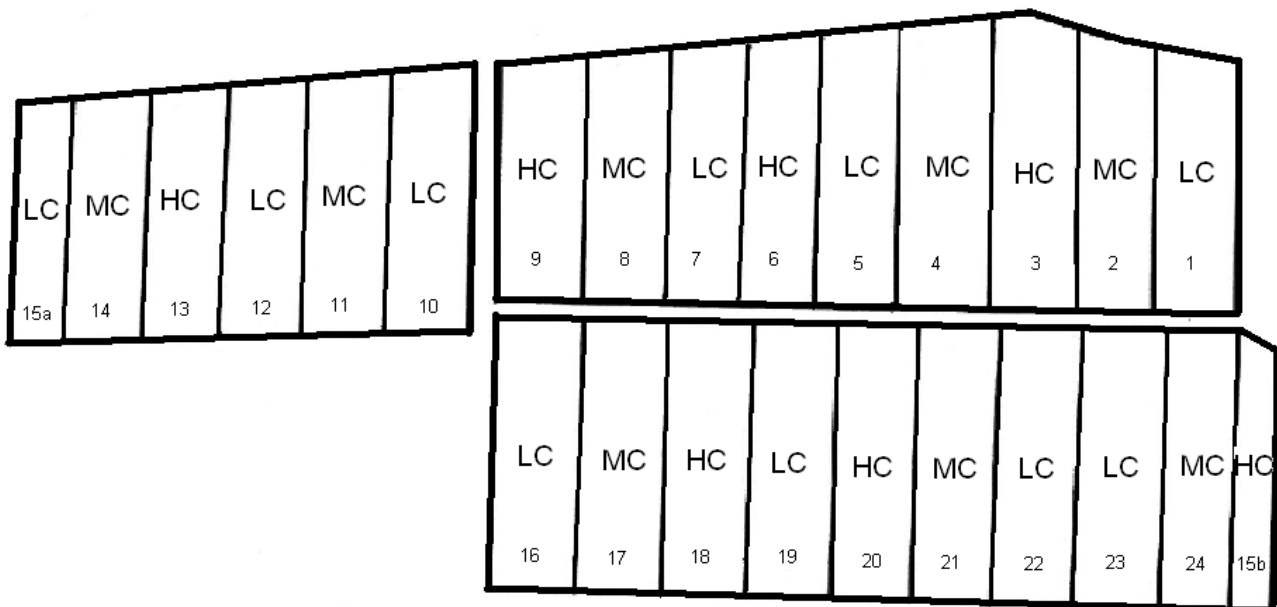 LC MC HC LC MC LC
15a 14 13 12 11 10
HC MC LC HC LC MC HC MC LC
9 8 7 6 5 4 3 2 1
LC MC HC LC HC MC LC LC MC HC
16 17 18 19 20 21 22 23 24 15b